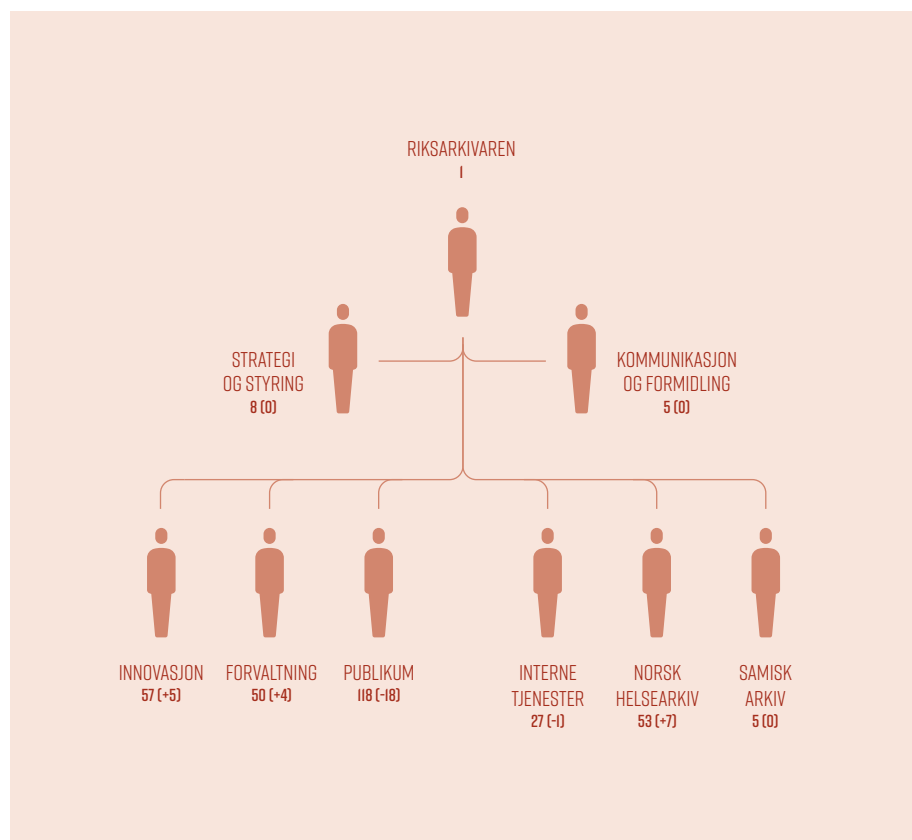 RIKSARKIVAREN
1
STRATEGI
OG STYRING
8 (0)
KOMMUNIKASJON
OG FORMIDLING
5 (0)
INNOVASJON
57 (+5)
FORVALTNING
50 (+4)
PUBLIKUM
118 (-18)
INTERNE
TJENESTER
27 (-1)
NORSK
HELSEARKIV
53 (+7)
SAMISK
ARKIV
5 (0)